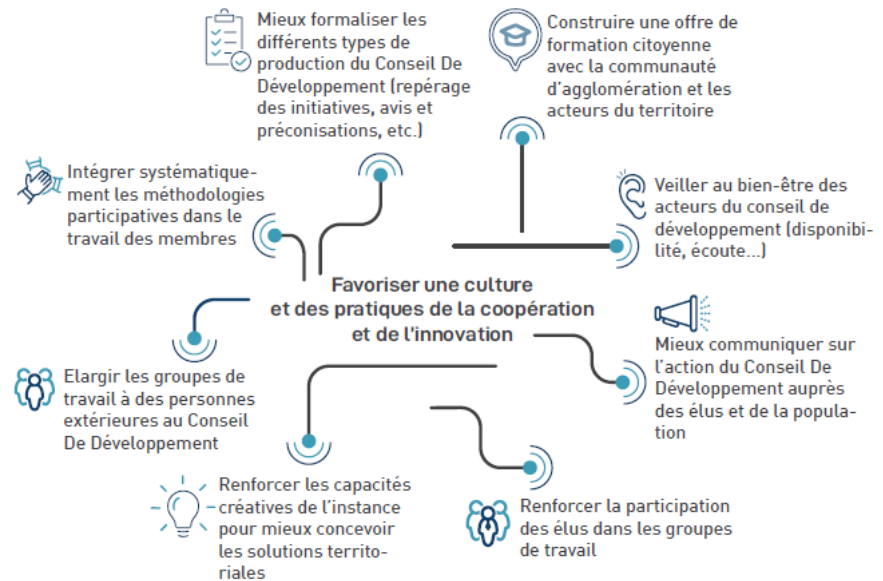 Mieux formaliser les
différents types de
production du Conseil De
Développement (repérage
des initiatives, avis et
préconisations, etc.)
Construire une offre de
formation citoyenne
avec la communauté
d'agglomération et les
acteurs du territoire
Intégrer systématique-
ment les méthodologies
participatives dans le
travail des membres
Veiller au bien-être des
acteurs du conseil de
développement (disponibi-
lité, écoute...)
Favoriser une culture
et des pratiques de la coopération
et de l'innovation
Mieux communiquer sur
l'action du Conseil De
Développement auprès
des élus et de la popula-
tion
Elargir les groupes de
travail à des personnes
extérieures au Conseil
De Développement
Renforcer les capacités
créatives de l'instance
pour mieux concevoir
les solutions territo-
riales
Renforcer la participation
des élus dans les groupes
de travail